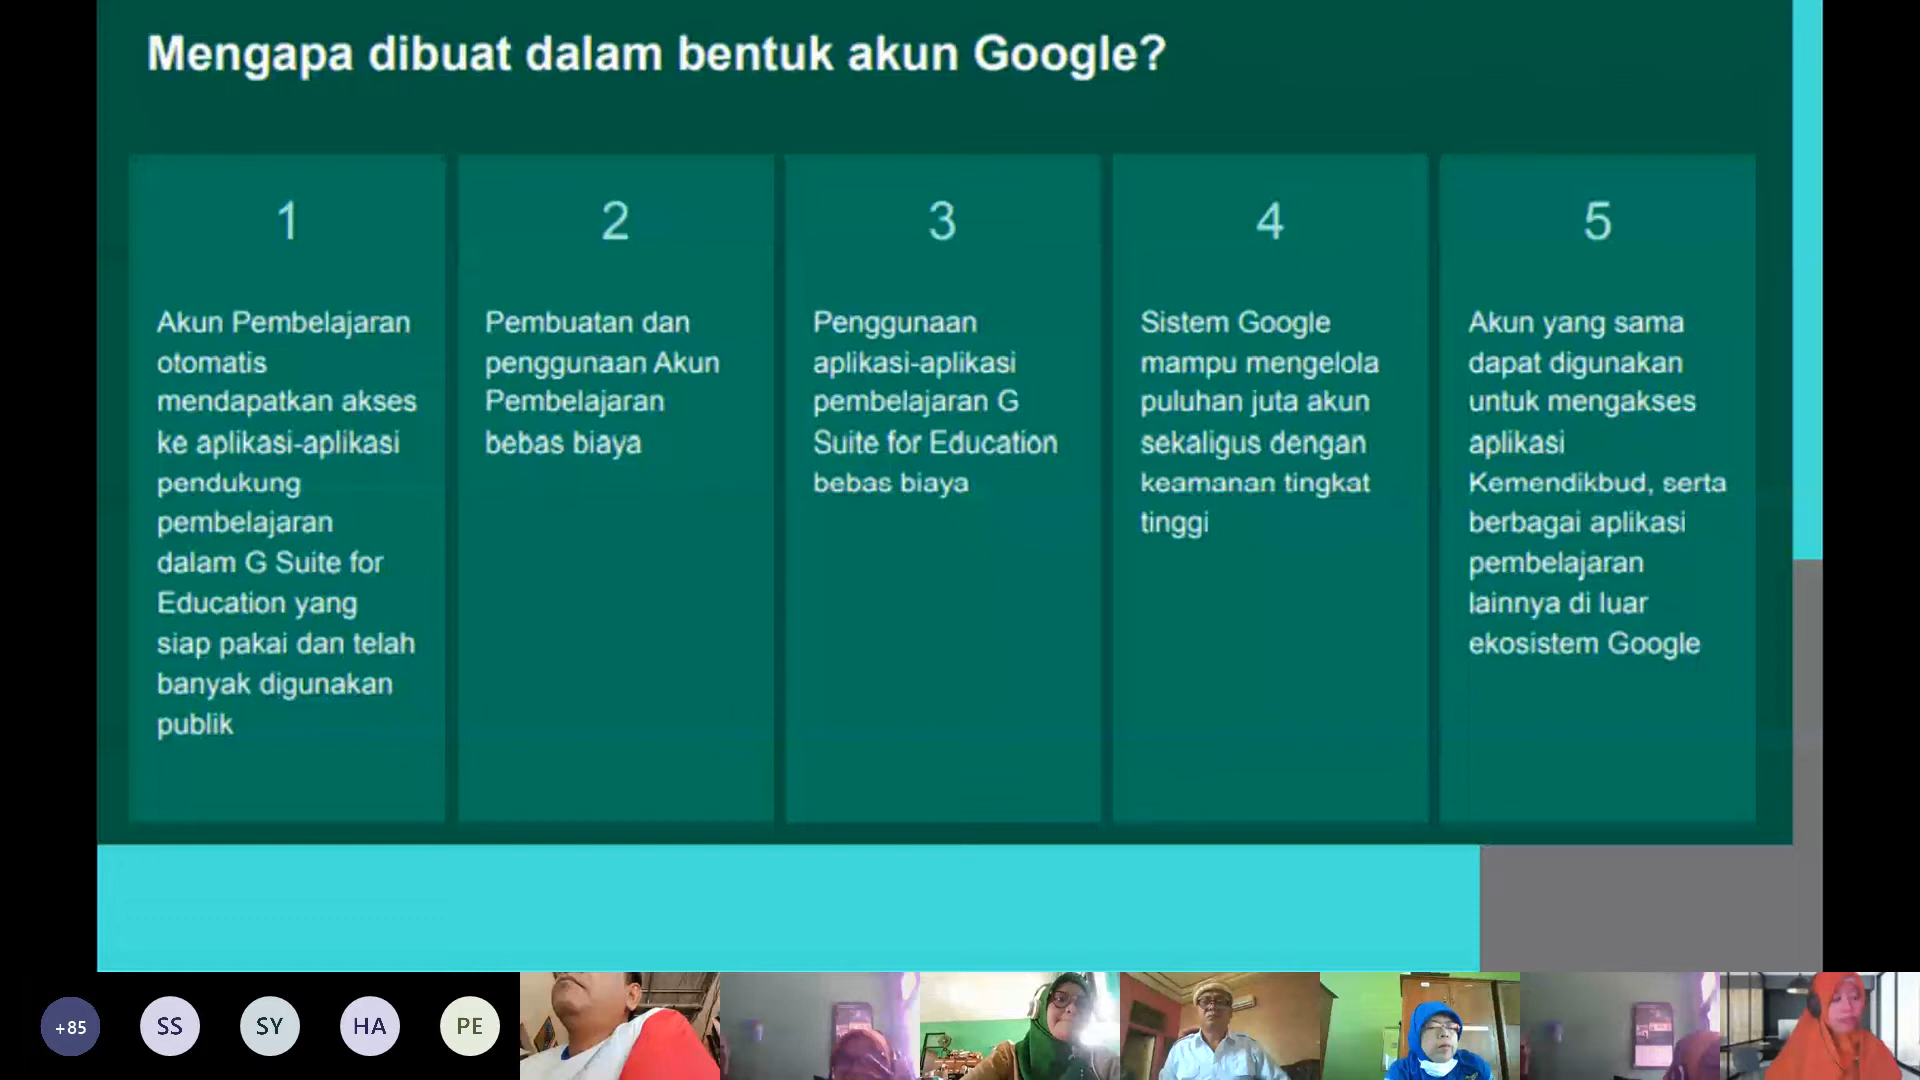 Mengapa dibuat dalam bentuk akun Google?
1
Akun Pembelajaran
otomatis
mendapatkan akses
ke aplikasi-aplikasi
pendukung
pembelajaran
dalam G Suite for
Education yang
siap pakai dan telah
banyak digunakan
publik
2
Pembuatan dan
penggunaan Akun
Pembelajaran
bebas biaya
3
Penggunaan
aplikasi-aplikasi
pembelajaran G
Suite for Education
bebas biaya
4
Sistem Google
mampu mengelola
puluhan juta akun
sekaligus dengan
keamanan tingkat
tinggi
5
Akun yang sama
dapat digunakan
untuk mengakses
aplikasi
Kemendikbud, serta
berbagai aplikasi
pembelajaran
lainnya di luar
ekosistem Google
+85
SS
SY
HA
PE